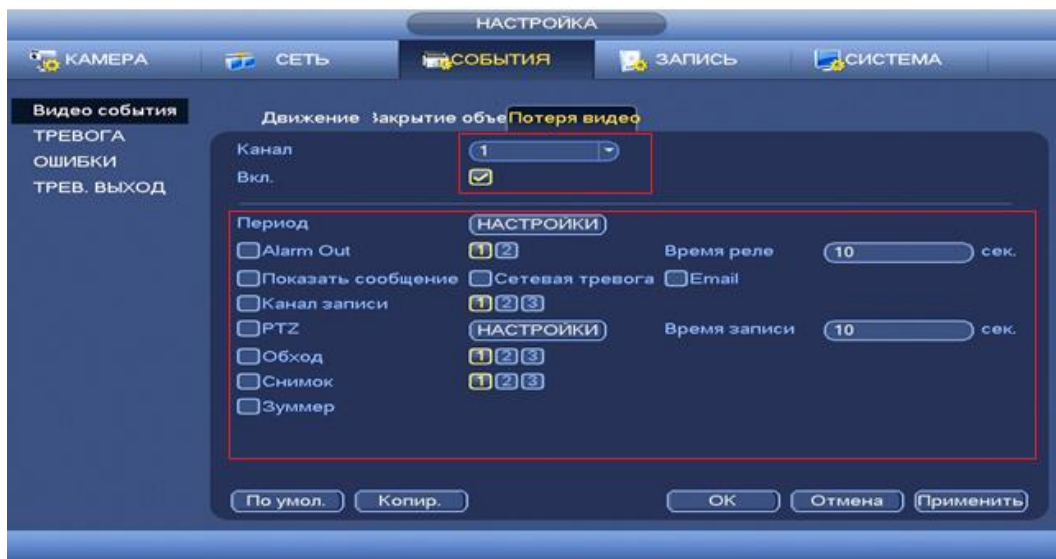 НАСТРОЙКА
КАМЕРА СЕТЬ СОБЫТИЯ ЗАПИСЬ СИСТЕМА
Видео события
ТРЕВОГА
ОШИБКИ
ТРЕВ. ВЫХОД
Движение Закрытие объе Потеря видео
Канал 1
Вкл.
Период НАСТРОЙКИ
Alarm Out 1 2 Время реле 10 сек.
Показать сообщение Сетевая тревога Email
Канал записи 1 2 3
PTZ НАСТРОЙКИ Время записи 10 сек.
Обход 1 2 3
Снимок 1 2 3
Зуммер
По умол. Копир. OK Отмена Применить